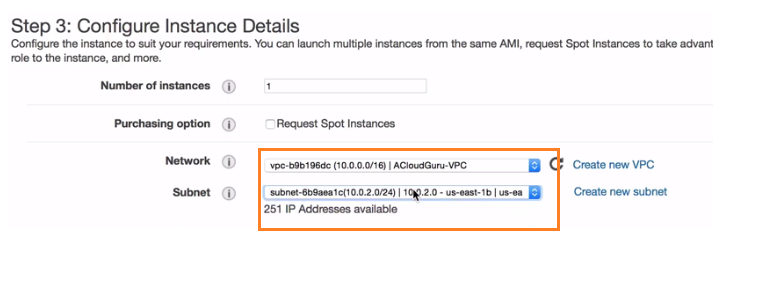 Step 3: Configure Instance Details
Configure the instance to suit your requirements. You can launch multiple instances from the same AMI, request Spot Instances to take advant
role to the instance, and more.
Number of instances i 1
Purchasing option i Request Spot Instances
Network i vpc-b9b196dc (10.0.0.0/16) | ACloudGuru-VPC Create new VPC
Subnet i subnet-6b9aea1c(10.0.2.0/24) | 10.0.2.0 - us-east-1b | us-ea Create new subnet
251 IP Addresses available